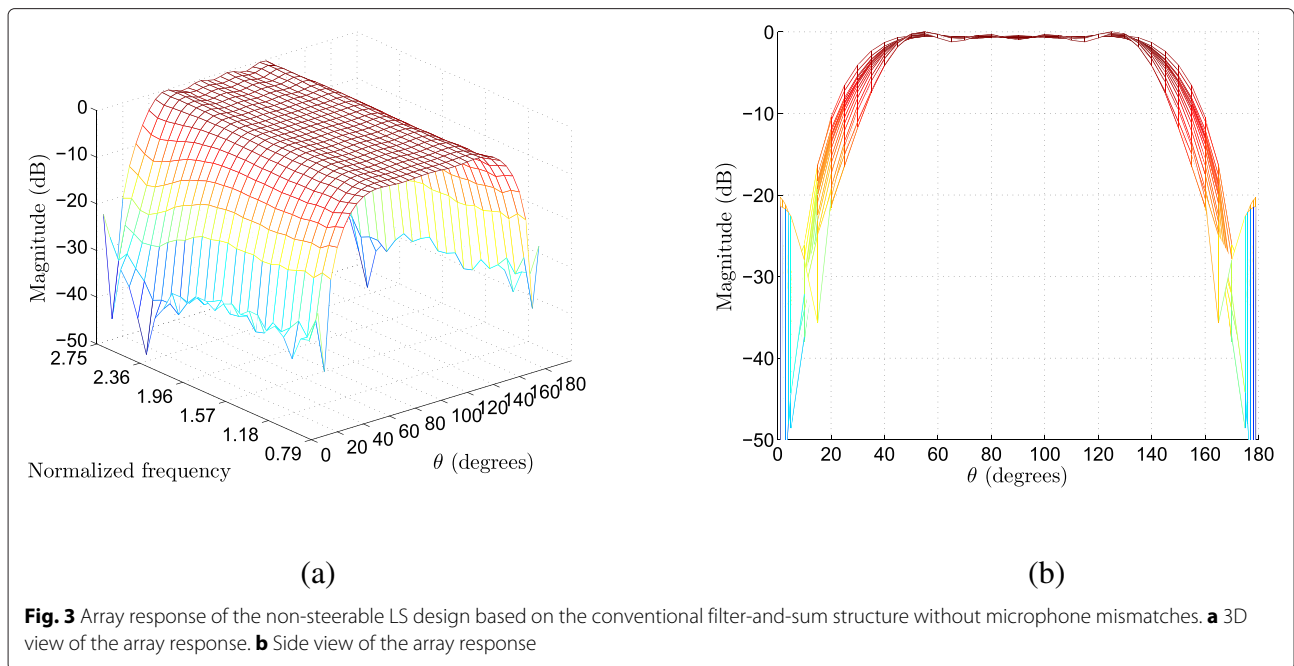 0
−10
−20
−30
−40
−50
Magnitude (dB)
2.75
2.36
1.96
1.57
1.18
0.79
Normalized frequency
0 20 40 60 80 100 120 140 160 180
θ (degrees)
(a)
0
−10
−20
−30
−40
−50
Magnitude (dB)
0 20 40 60 80 100 120 140 160 180
θ (degrees)
(b)
Fig. 3 Array response of the non-steerable LS design based on the conventional filter-and-sum structure without microphone mismatches. a 3D
view of the array response. b Side view of the array response